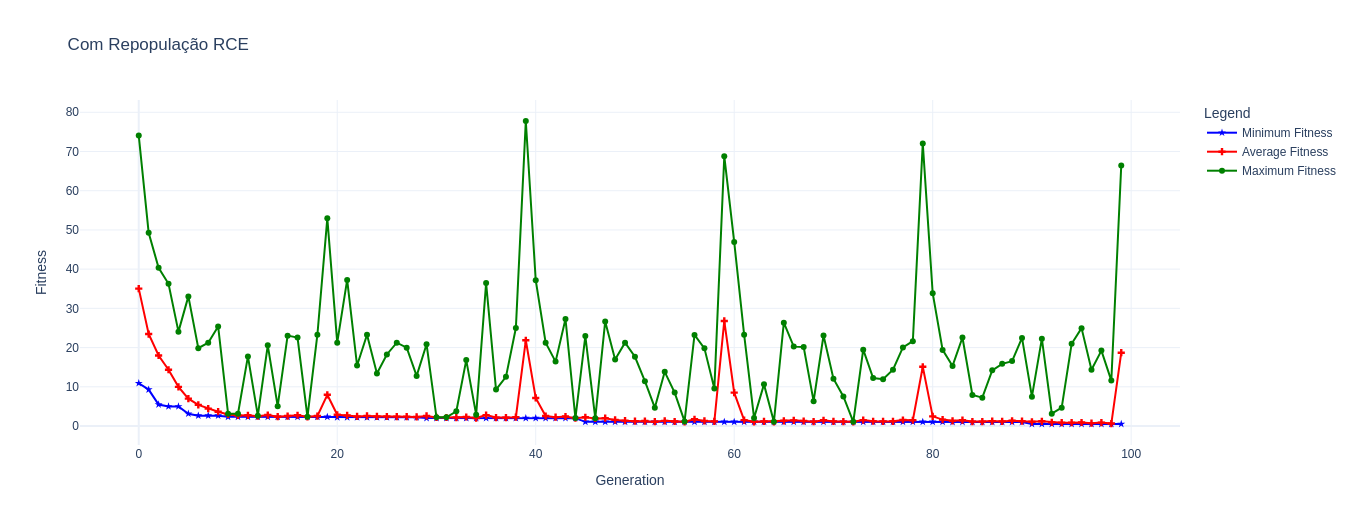 Com Repopulação RCE
Legend
Minimum Fitness
Average Fitness
Maximum Fitness
Fitness
80
70
60
50
40
30
20
10
0
0 20 40 60 80 100
Generation